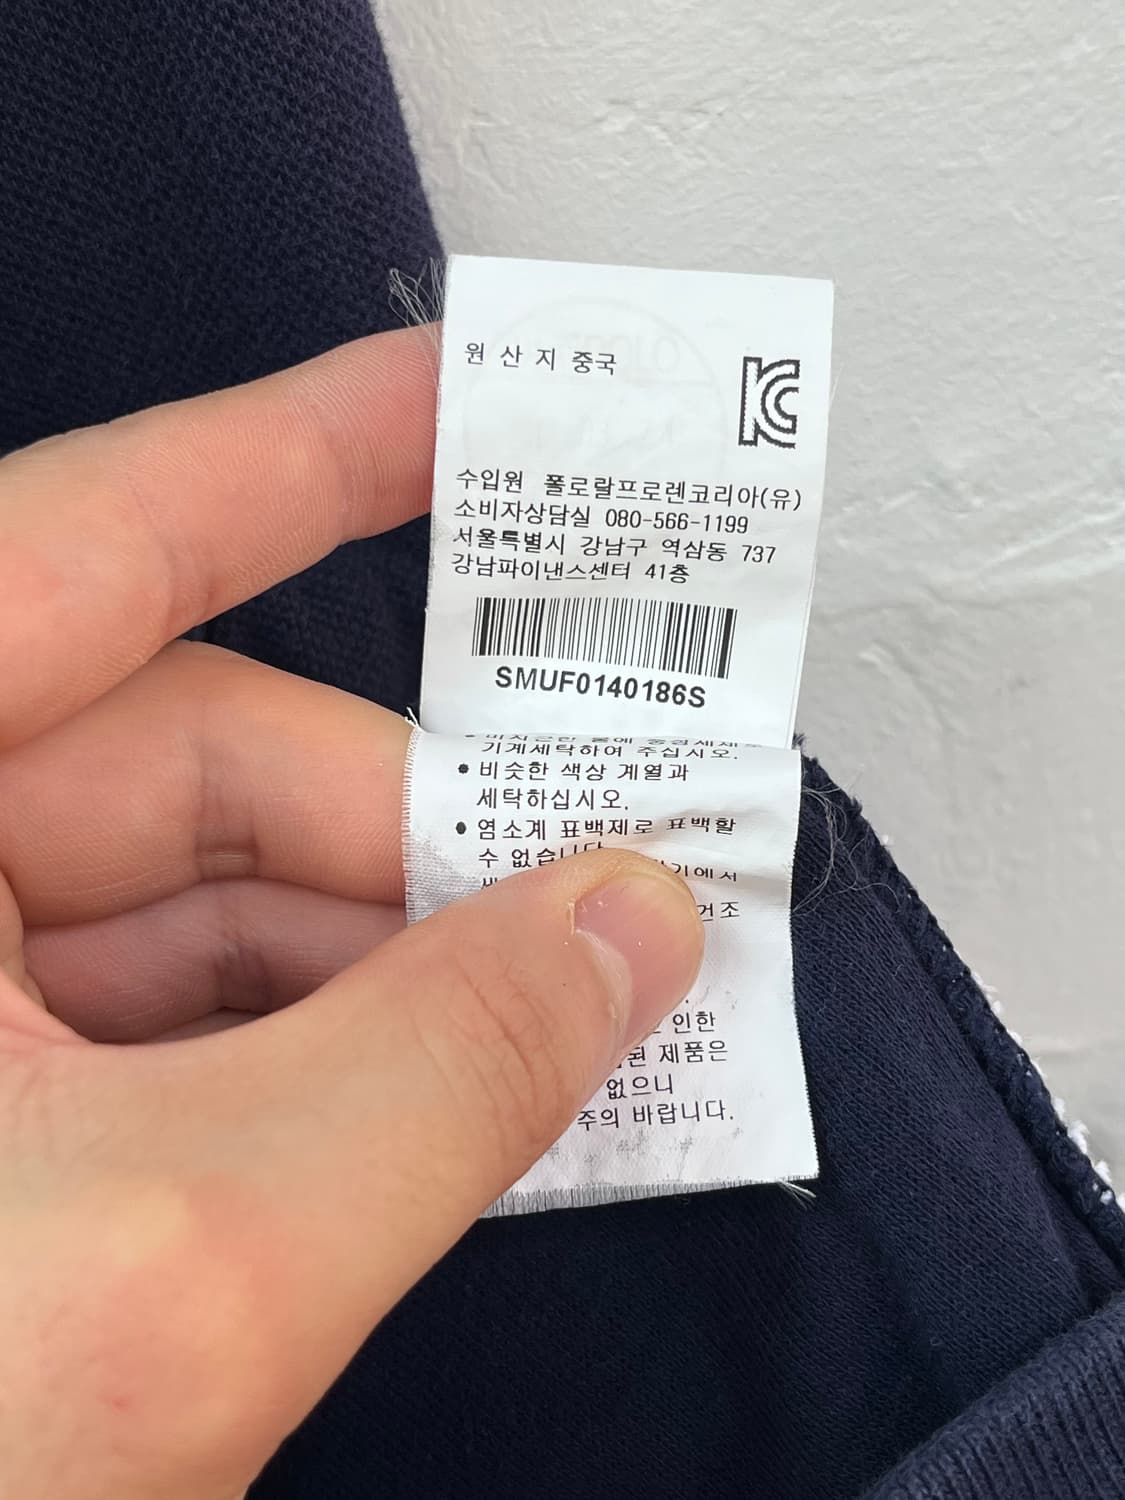 원 산 지 중국
KC
수입원 폴로랄프로렌코리아(유)
소비자상담실 080-566-1199
서울특별시 강남구 역삼동 737
강남파이낸스센터 41층
SMUF0140186S
기계세탁하여 주십시오.
• 비슷한 색상 계열과
세탁하십시오.
• 염소계 표백제로 표백할
수 없습니다
기에서
건조
인한
된 제품은
없으니
주의 바랍니다.